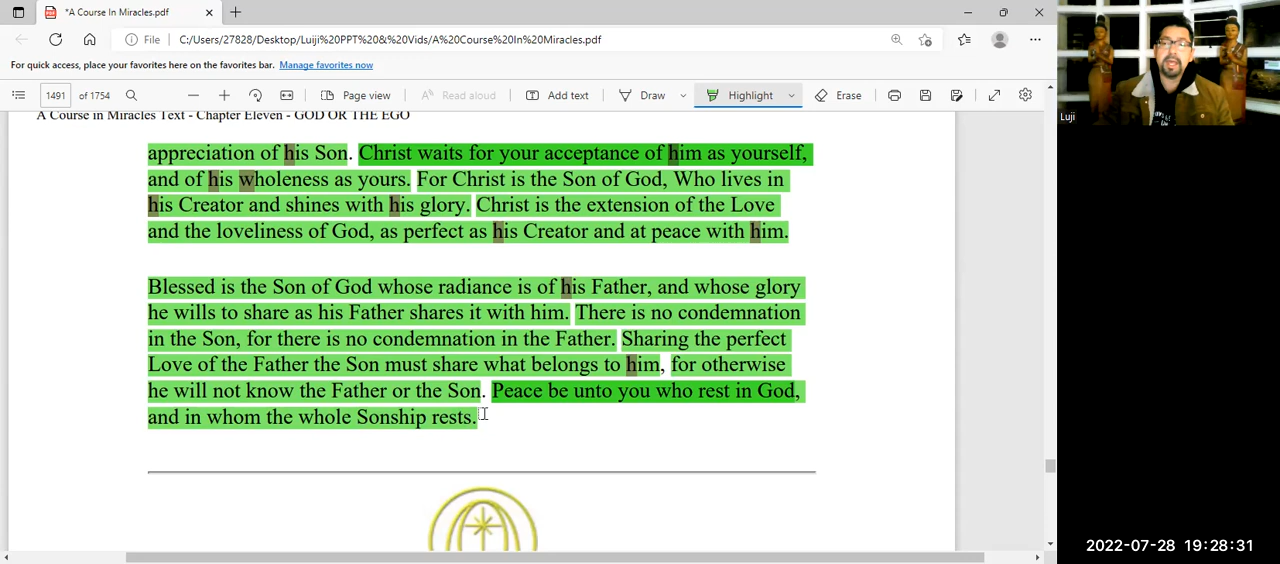 *A Course In Miracles.pdf
File
C:/Users/27828/Desktop/Luiji%20PPT%20&%20Vids/A%20Course%20In%20Miracles.pdf
For quick access, place your favorites here on the favorites bar. Manage favorites now
1491 of 1754 Page view Read aloud Add text Draw Highlight Erase
A Course in Miracles Text - Chapter Eleven - GOD OR THE EGO
appreciation of his Son. Christ waits for your acceptance of him as yourself,
and of his wholeness as yours. For Christ is the Son of God, Who lives in
his Creator and shines with his glory. Christ is the extension of the Love
and the loveliness of God, as perfect as his Creator and at peace with him.
Blessed is the Son of God whose radiance is of his Father, and whose glory
he wills to share as his Father shares it with him. There is no condemnation
in the Son, for there is no condemnation in the Father. Sharing the perfect
Love of the Father the Son must share what belongs to him, for otherwise
he will not know the Father or the Son. Peace be unto you who rest in God,
and in whom the whole Sonship rests.
Luji
2022-07-28 19:28:31